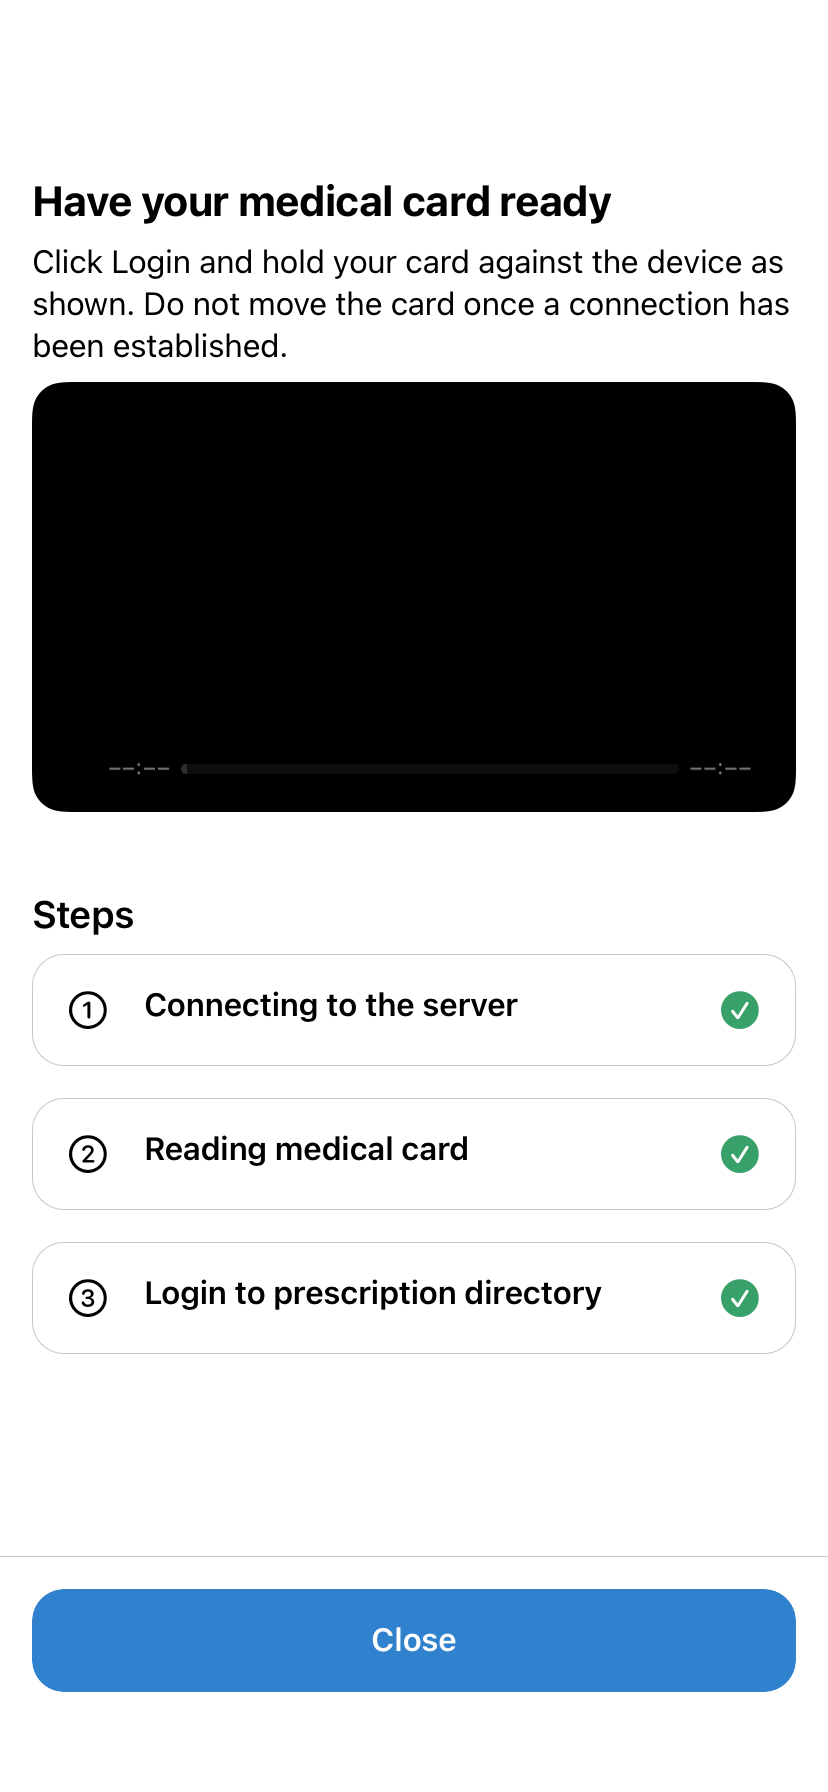 Have your medical card ready
Click Login and hold your card against the device as
shown. Do not move the card once a connection has
been established.
--:-- --:--
Steps
1 Connecting to the server
2 Reading medical card
3 Login to prescription directory
Close